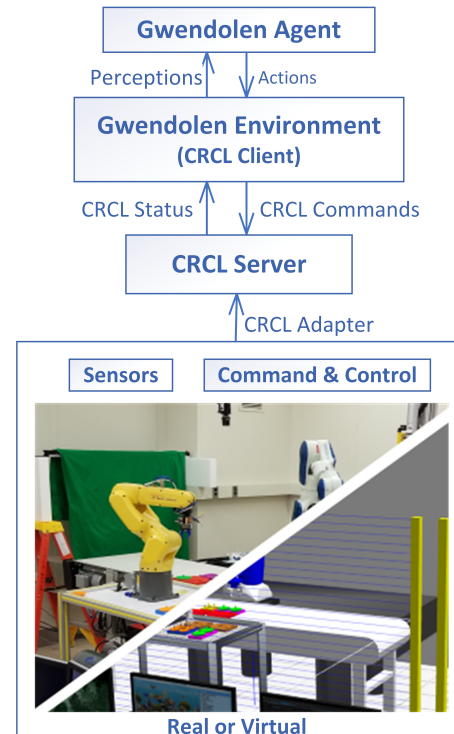 Gwendolen Agent
Perceptions
Actions
Gwendolen Environment
(CRCL Client)
CRCL Status
CRCL Commands
CRCL Server
CRCL Adapter
Sensors
Command & Control
Real or Virtual